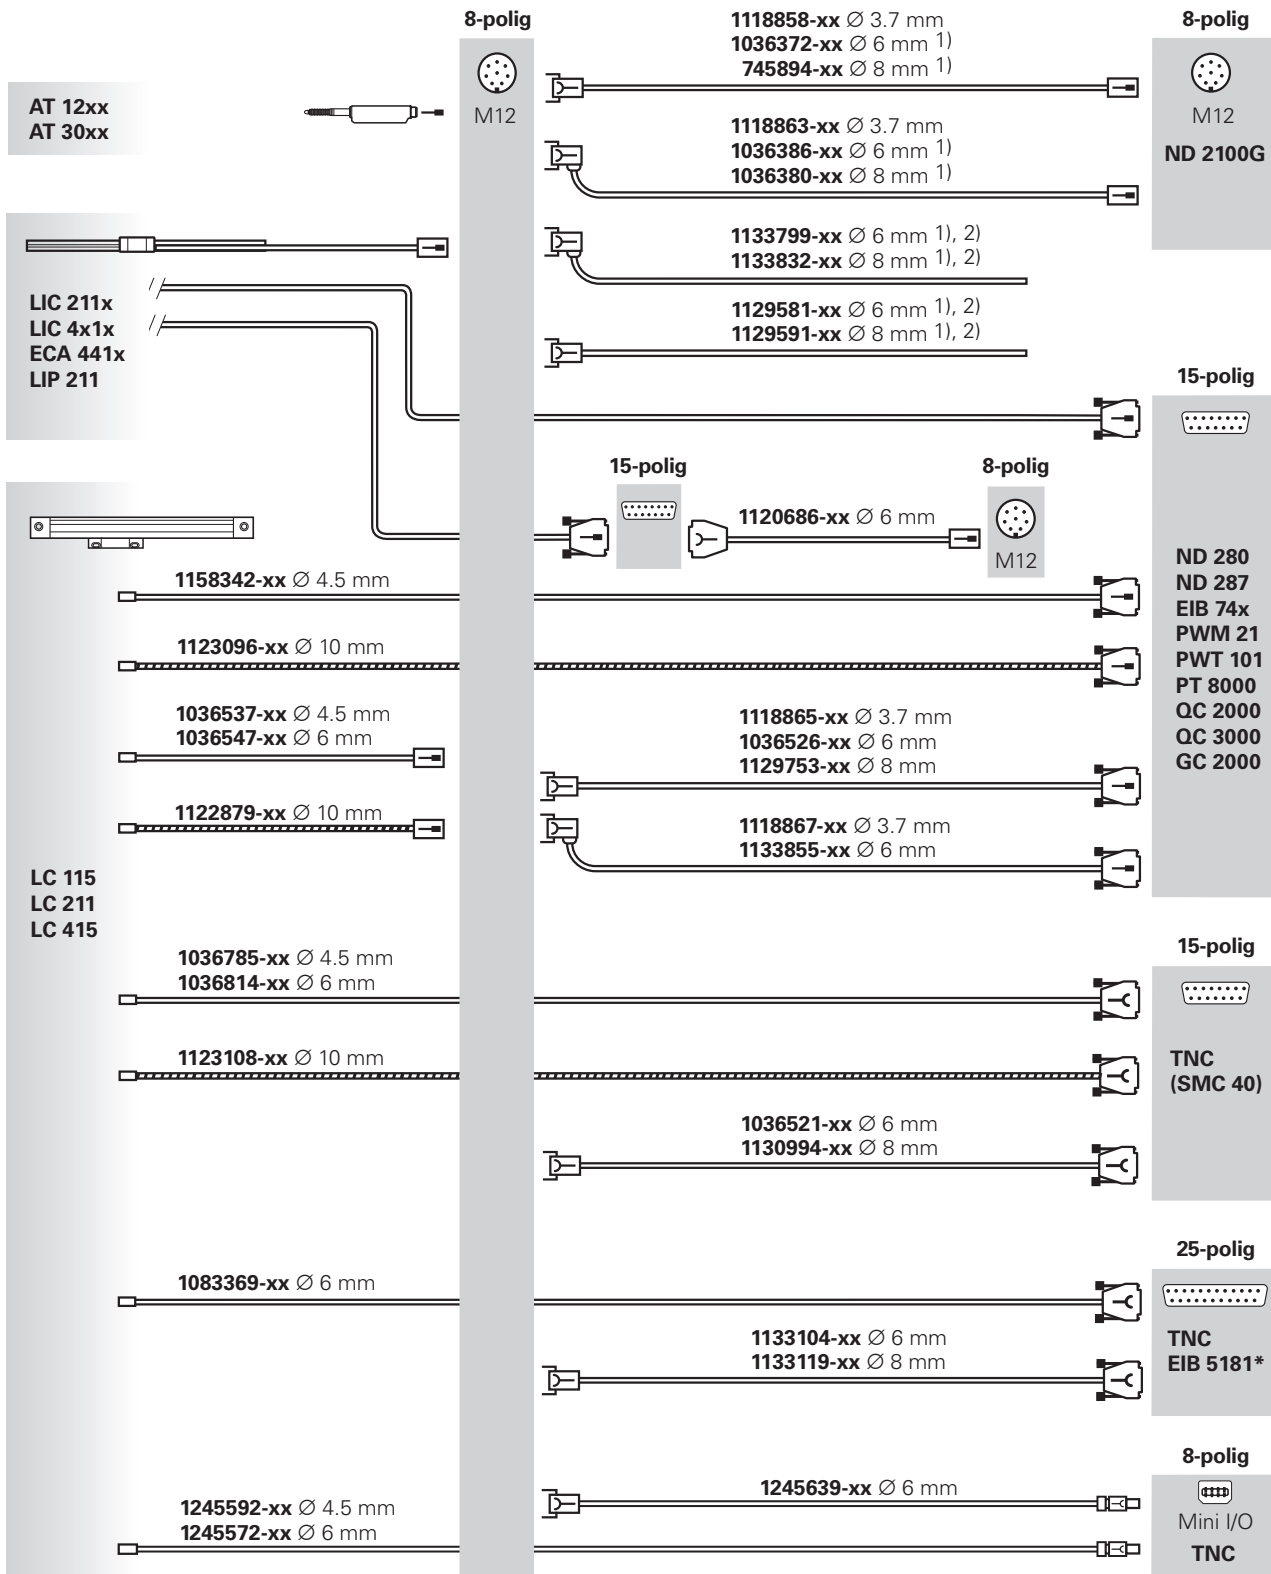 8-polig
M12
AT 12xx
AT 30xx
1118858-xx Ø 3.7 mm
1036372-xx Ø 6 mm 1)
745894-xx Ø 8 mm 1)
8-polig
M12
ND 2100G
1118863-xx Ø 3.7 mm
1036386-xx Ø 6 mm 1)
1036380-xx Ø 8 mm 1)
1133799-xx Ø 6 mm 1), 2)
1133832-xx Ø 8 mm 1), 2)
LIC 211x
LIC 4x1x
ECA 441x
LIP 211
1129581-xx Ø 6 mm 1), 2)
1129591-xx Ø 8 mm 1), 2)
15-polig
15-polig
1120686-xx Ø 6 mm
8-polig
M12
ND 280
ND 287
EIB 74x
PWM 21
PWT 101
PT 8000
QC 2000
QC 3000
GC 2000
1158342-xx Ø 4.5 mm
1123096-xx Ø 10 mm
1036537-xx Ø 4.5 mm
1036547-xx Ø 6 mm
1118865-xx Ø 3.7 mm
1036526-xx Ø 6 mm
1129753-xx Ø 8 mm
1122879-xx Ø 10 mm
1118867-xx Ø 3.7 mm
1133855-xx Ø 6 mm
LC 115
LC 211
LC 415
1036785-xx Ø 4.5 mm
1036814-xx Ø 6 mm
15-polig
TNC
(SMC 40)
1123108-xx Ø 10 mm
1036521-xx Ø 6 mm
1130994-xx Ø 8 mm
1083369-xx Ø 6 mm
25-polig
TNC
EIB 5181*
1133104-xx Ø 6 mm
1133119-xx Ø 8 mm
1245639-xx Ø 6 mm
8-polig
Mini I/O
TNC
1245592-xx Ø 4.5 mm
1245572-xx Ø 6 mm